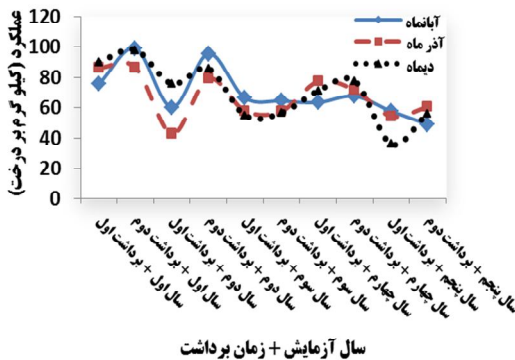 عملکرد (کیلو گرم بر درخت)
120
100
80
60
40
20
0
آبانماه
آذر ماه
دیماه
سال اول + برداشت اول
سال اول + برداشت دوم
سال دوم + برداشت اول
سال دوم + برداشت دوم
سال سوم + برداشت اول
سال سوم + برداشت دوم
سال چهارم + برداشت اول
سال چهارم + برداشت دوم
سال پنجم + برداشت اول
سال پنجم + برداشت دوم
سال آزمایش + زمان برداشت